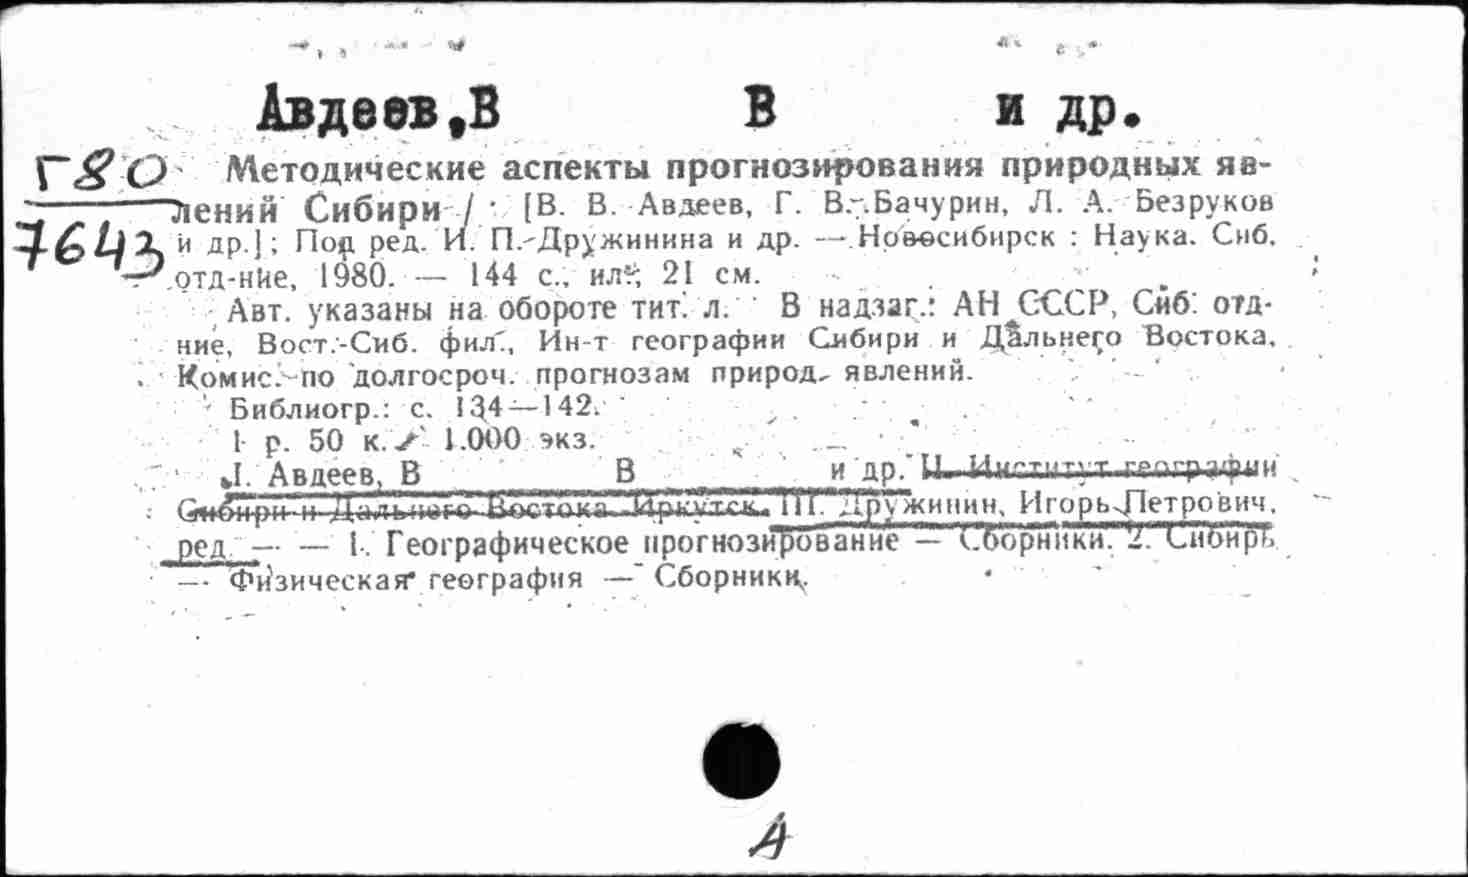 Авдеев,В В и др.
Г80 Методические аспекты прогнозирования природных яв-
7643 лений Сибири / [В. В. Авдеев, Г. В. Бачурин, Л. А. Безруков
и др.]; Под ред. И. П. Дружинина и др. — Новосибирск : Наука. Сиб.
отд-ние, 1980. — 144 с., ил.; 21 см.
Авт. указаны на обороте тит. л. В надзаг.: АН СССР, Сиб. отд-
ние, Вост.-Сиб. фил., Ин-т географии Сибири и Дальнего Востока,
Комис. по долгосроч. прогнозам природ. явлений.
Библиогр.: с. 134—142.
1 р. 50 к. 1.000 экз.
I. Авдеев, В В и др. II. Институт географии
Сибири и Дальнего Востока. Иркутск. III. Дружинин, Игорь Петрович,
ред. — — 1. Географическое прогнозирование — Сборники. 2. Сибирь
— Физическая география — Сборники.
А